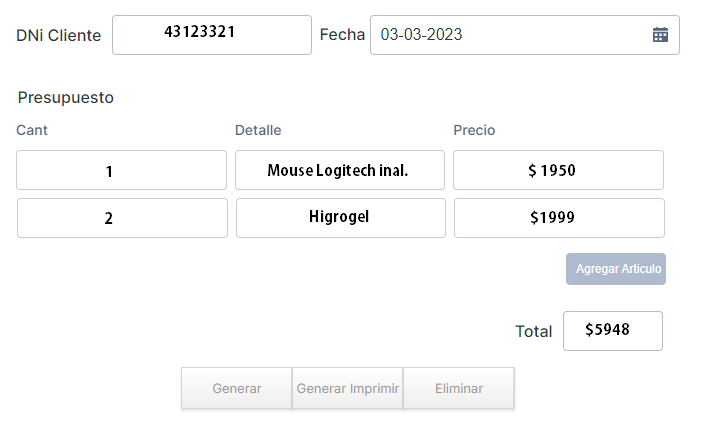 DNi Cliente 43123321 Fecha 03-03-2023
Presupuesto
Cant Detalle Precio
1 Mouse Logitech inal. $ 1950
2 Higrogel $1999
Agregar Articulo
Total $5948
Generar Generar Imprimir Eliminar